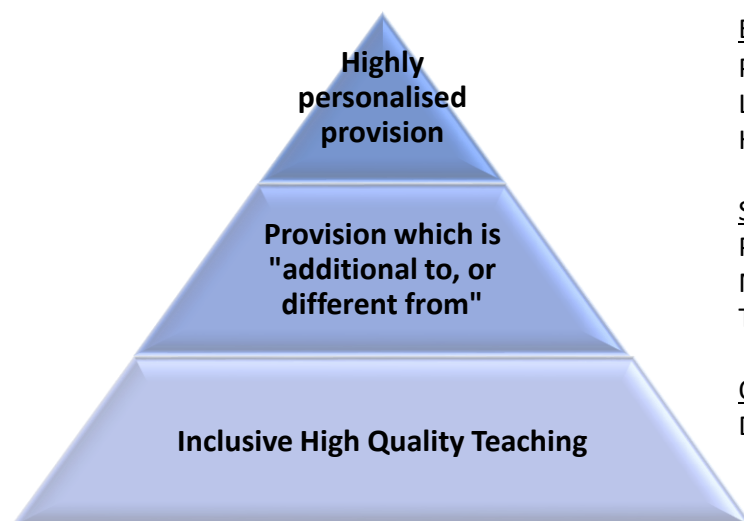 Highly
personalised
provision
Provision which is
"additional to, or
different from"
Inclusive High Quality Teaching